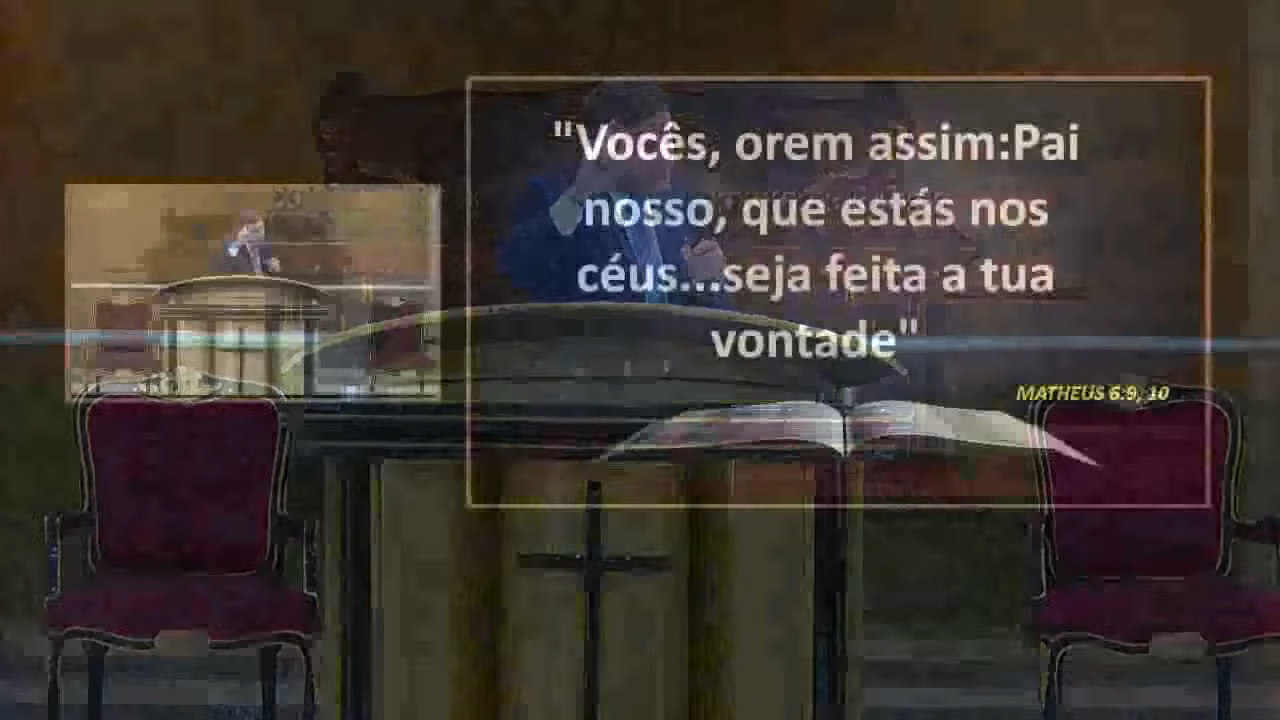 "Vocês, orem assim:Pai
nosso, que estás nos
céus...seja feita a tua
vontade"
MATHEUS 6:9, 10